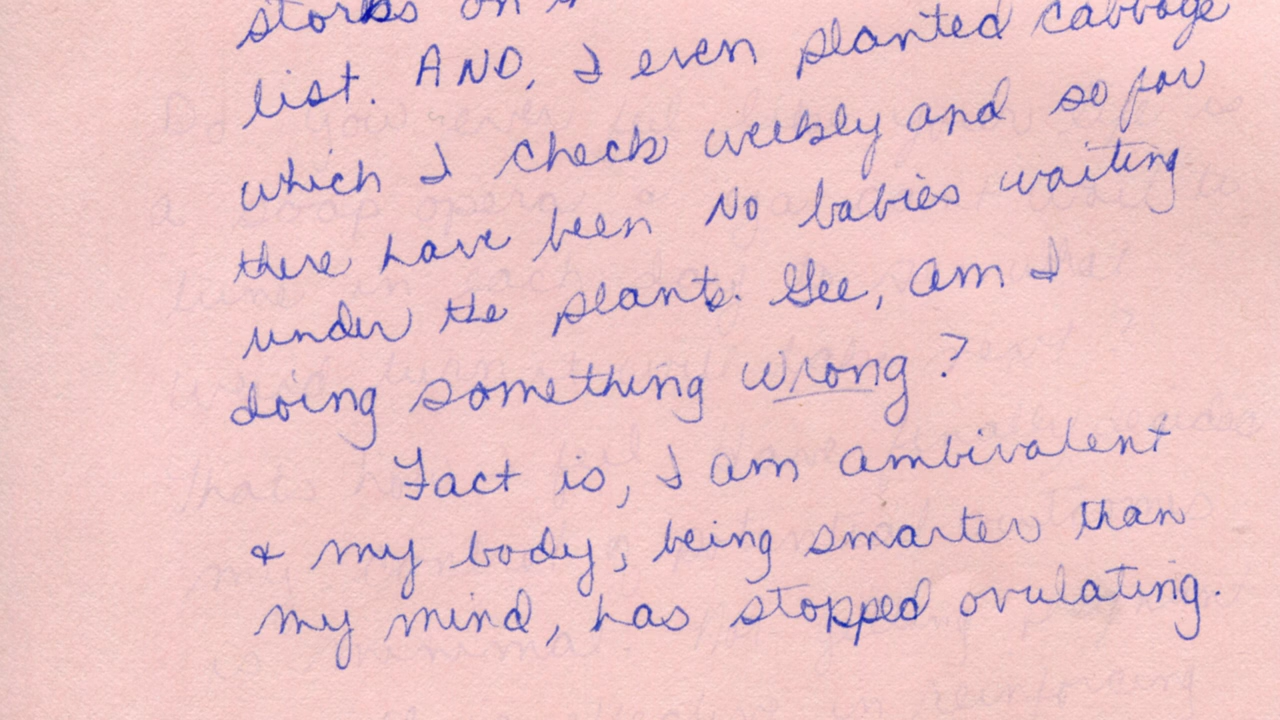 storks on
list. AND, I even planted cabbage
which I check weekly and so far
there have been No babies waiting
under the plants. Gee, am I
doing something wrong?
Fact is, I am ambivalent
& my body, being smarter than
my mind, has stopped ovulating.